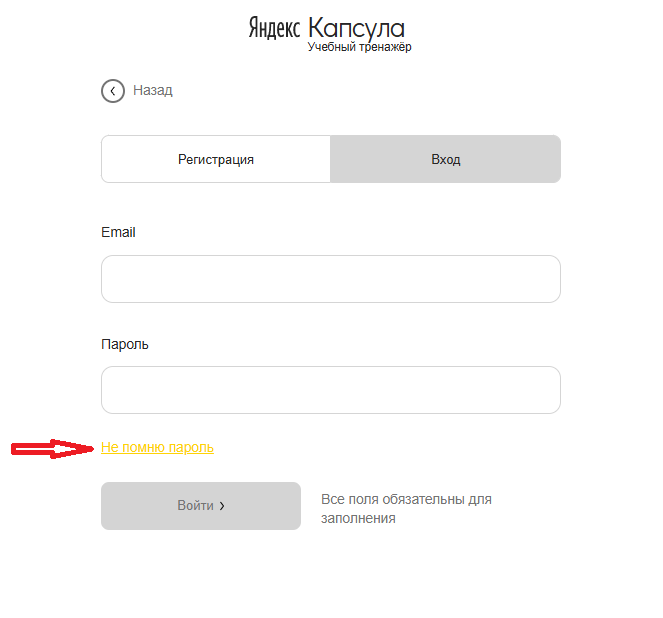 Яндекс Капсула
Учебный тренажёр
Назад
Регистрация
Вход
Email
Пароль
Не помню пароль
Войти
Все поля обязательны для
заполнения